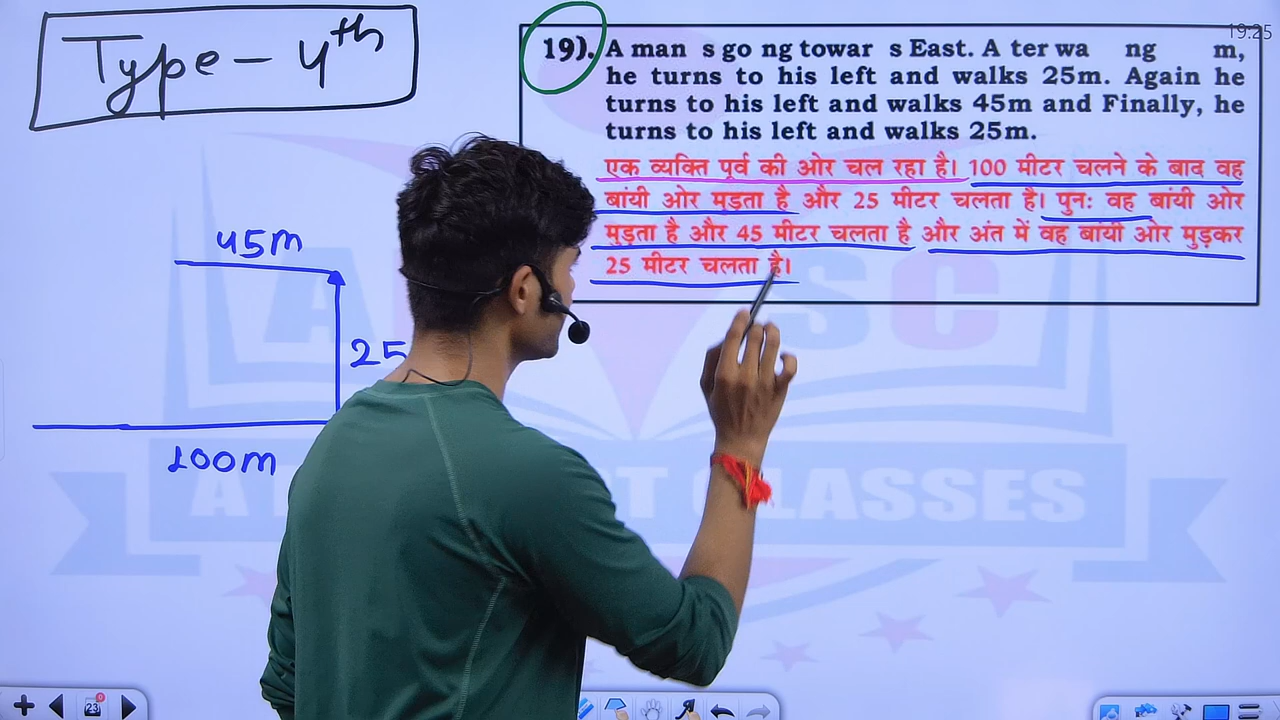 Type - 4th
19:25
19). A man s go ng towar s East. A ter wa ng m,
he turns to his left and walks 25m. Again he
turns to his left and walks 45m and Finally, he
turns to his left and walks 25m.
एक व्यक्ति पूर्व की ओर चल रहा है। 100 मीटर चलने के बाद वह
बांयी ओर मुड़ता है और 25 मीटर चलता है। पुनः वह बांयी ओर
मुड़ता है और 45 मीटर चलता है और अंत में वह बांयी ओर मुड़कर
25 मीटर चलता है।
45m
25
100m
CLASSES
23